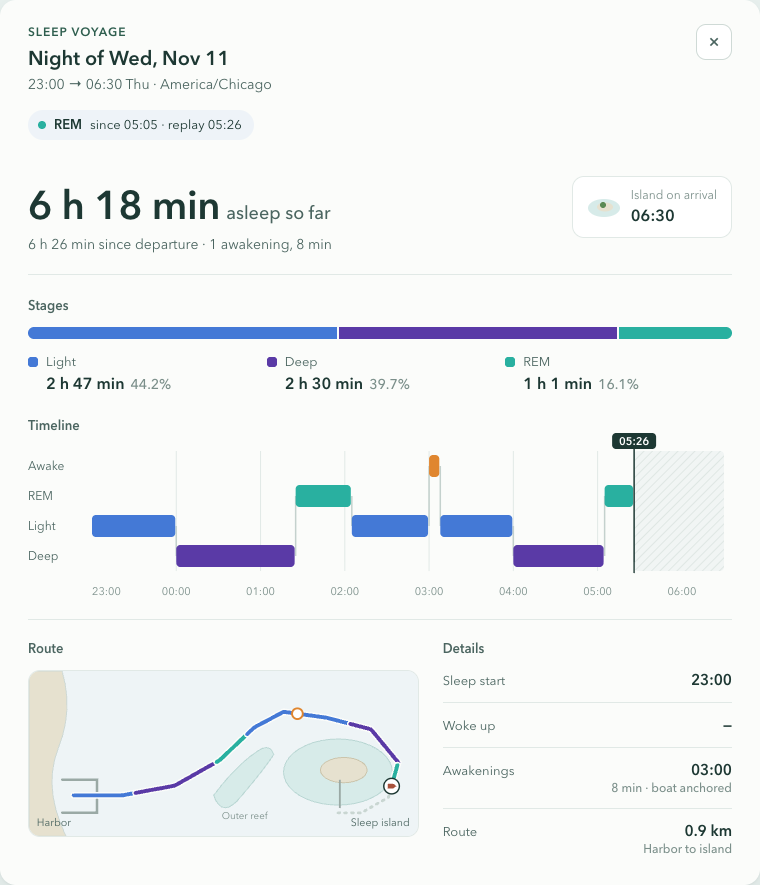 SLEEP VOYAGE
Night of Wed, Nov 11
23:00 → 06:30 Thu · America/Chicago
REM since 05:05 · replay 05:26
×
6 h 18 min asleep so far
6 h 26 min since departure · 1 awakening, 8 min
Island on arrival
06:30
Stages
Light
2 h 47 min 44.2%
Deep
2 h 30 min 39.7%
REM
1 h 1 min 16.1%
Timeline
05:26
Awake
REM
Light
Deep
23:00 00:00 01:00 02:00 03:00 04:00 05:00 06:00
Route
Harbor
Outer reef
Sleep island
Details
Sleep start 23:00
Woke up –
Awakenings 03:00
8 min · boat anchored
Route 0.9 km
Harbor to island